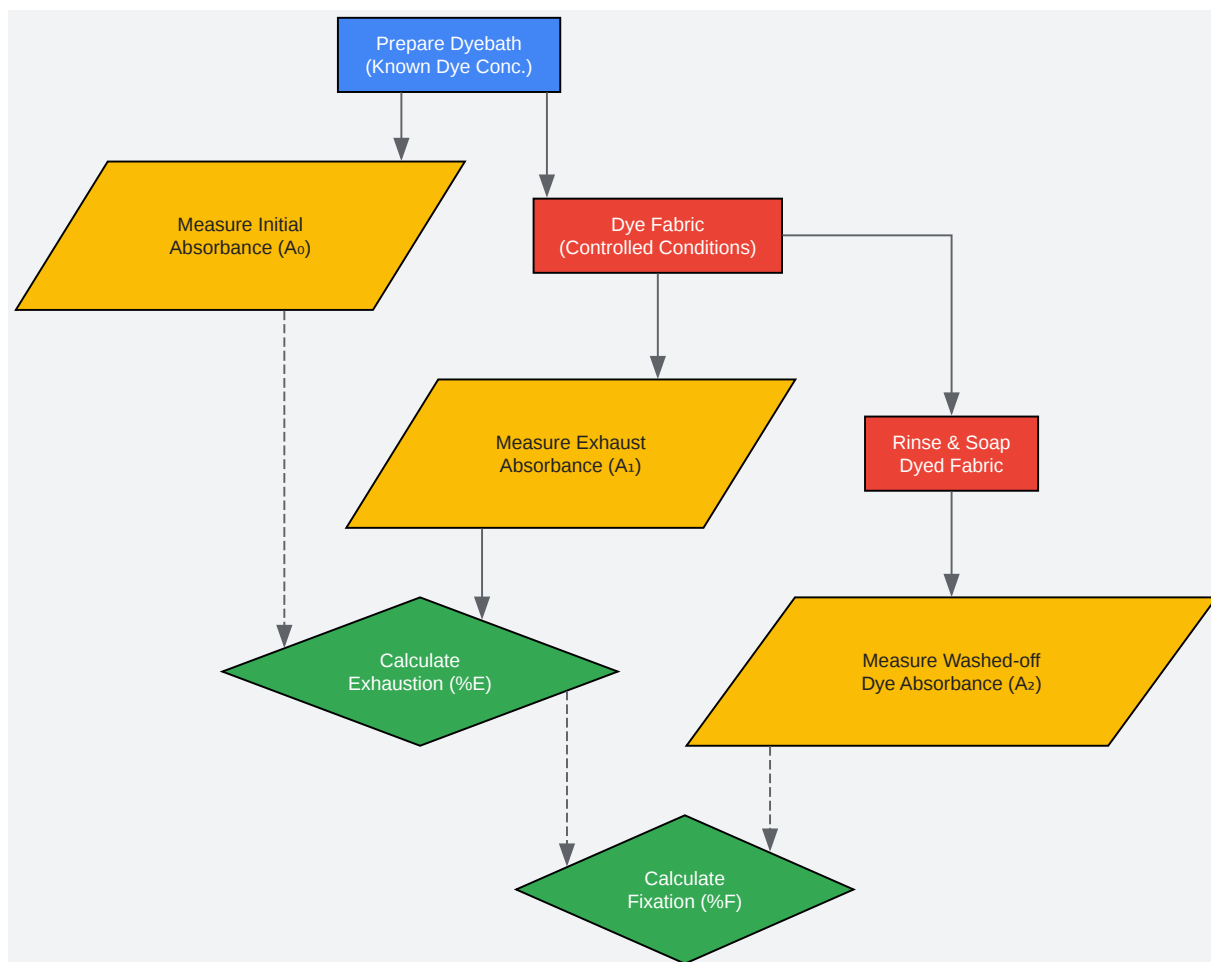 Prepare Dyebath
(Known Dye Conc.)
Measure Initial
Absorbance (A₀)
Dye Fabric
(Controlled Conditions)
Measure Exhaust
Absorbance (A₁)
Rinse & Soap
Dyed Fabric
Calculate
Exhaustion (%E)
Measure Washed-off
Dye Absorbance (A₂)
Calculate
Fixation (%F)